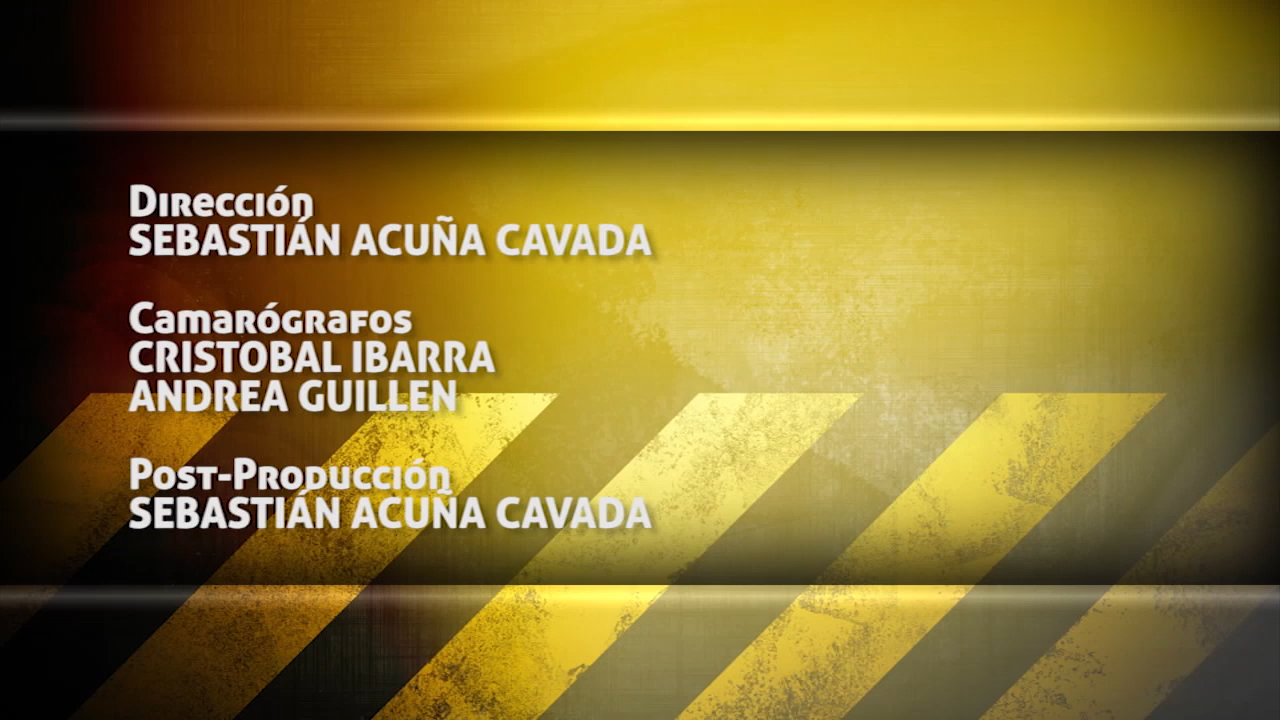 Dirección
SEBASTIÁN ACUÑA CAVADA
Camarógrafos
CRISTOBAL IBARRA
ANDREA GUILLEN
Post-Producción
SEBASTIÁN ACUÑA CAVADA